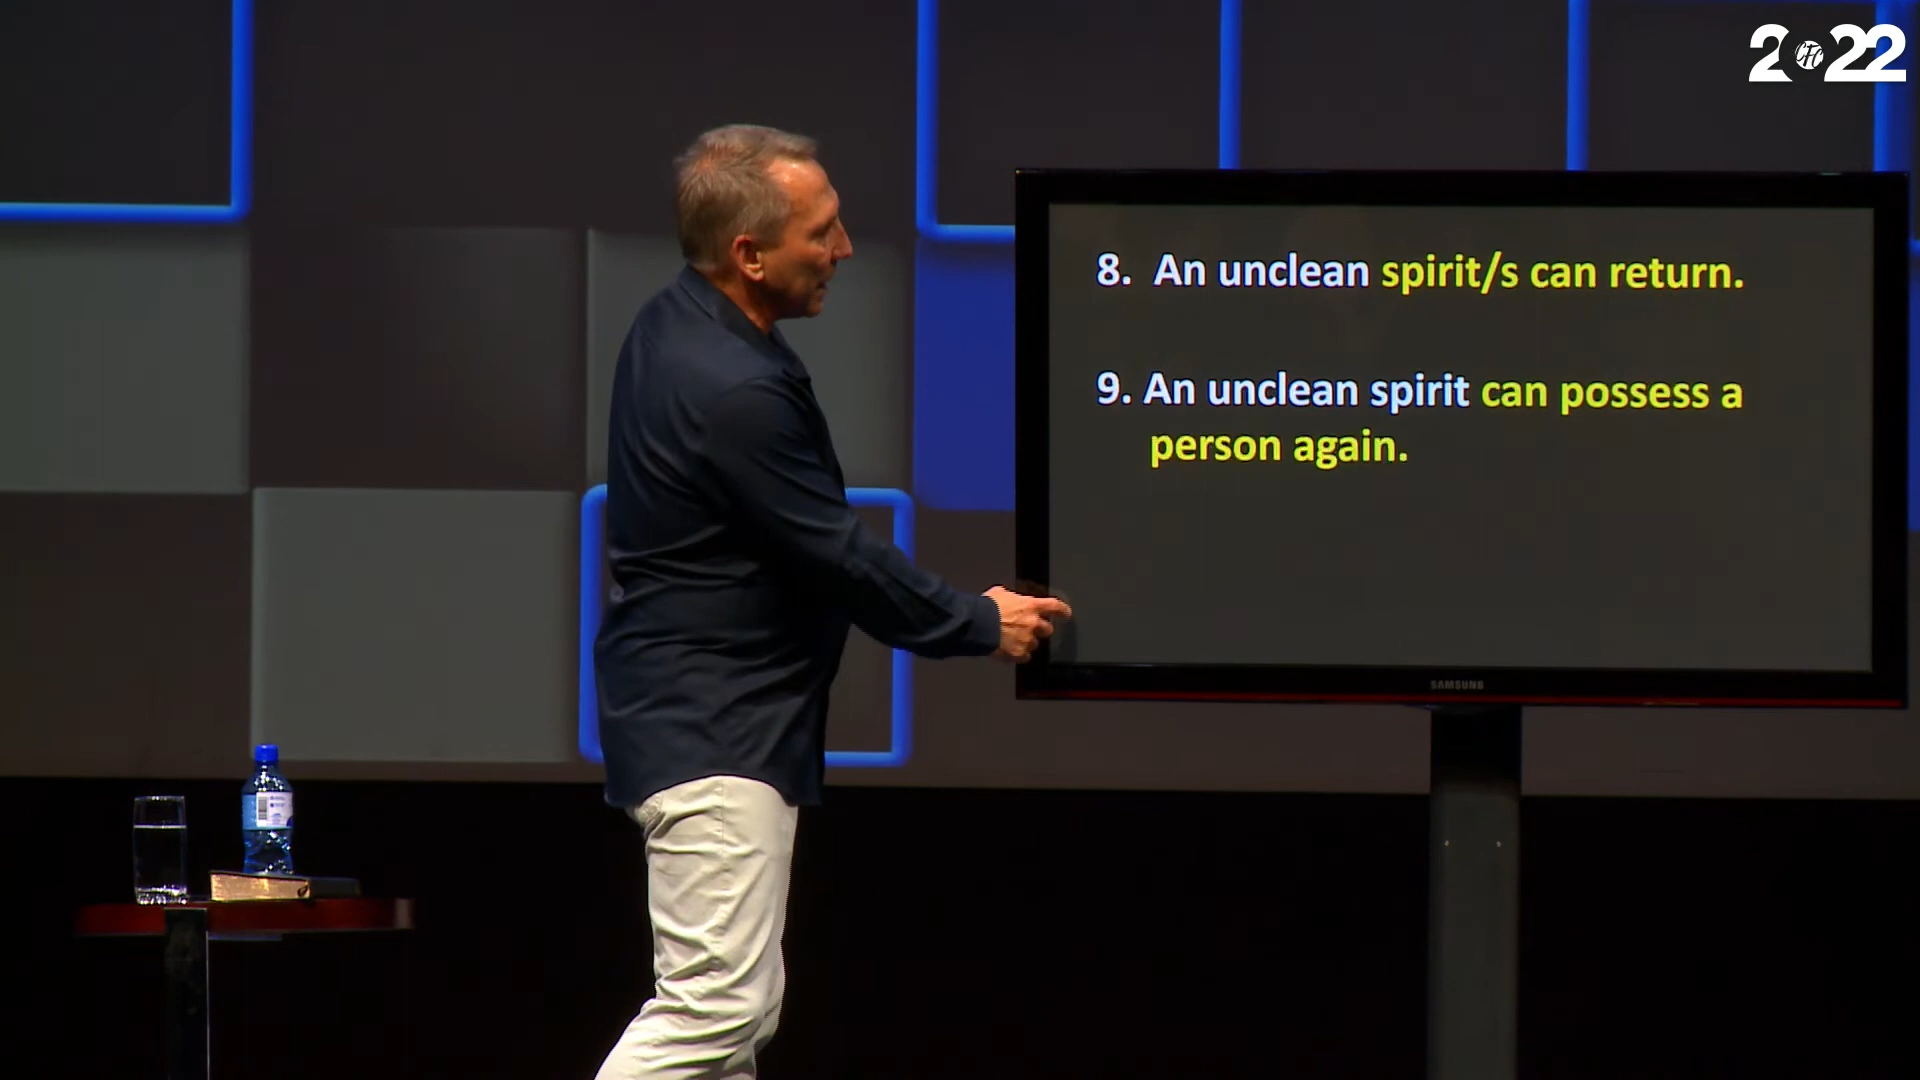 2022
8. An unclean spirit/s can return.
9. An unclean spirit can possess a
person again.
SAMSUNG